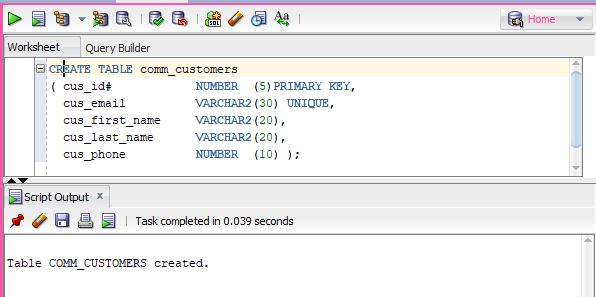 Home
Worksheet Query Builder
CREATE TABLE comm_customers
( cus_id# NUMBER (5)PRIMARY KEY,
cus_email VARCHAR2(30) UNIQUE,
cus_first_name VARCHAR2(20),
cus_last_name VARCHAR2(20),
cus_phone NUMBER (10) );
Script Output x
Task completed in 0.039 seconds
Table COMM_CUSTOMERS created.